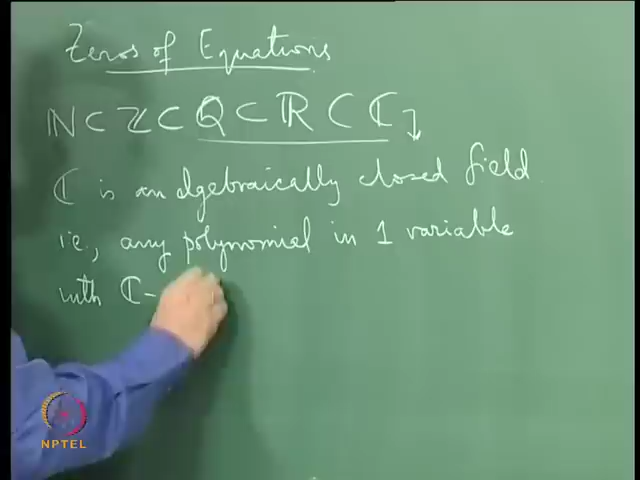 Zeros of Equations
ℕ ⊂ ℤ ⊂ ℚ ⊂ ℝ ⊂ ℂ
ℂ is an algebraically closed field
i.e., any polynomial in 1 variable
with ℂ-
NPTEL